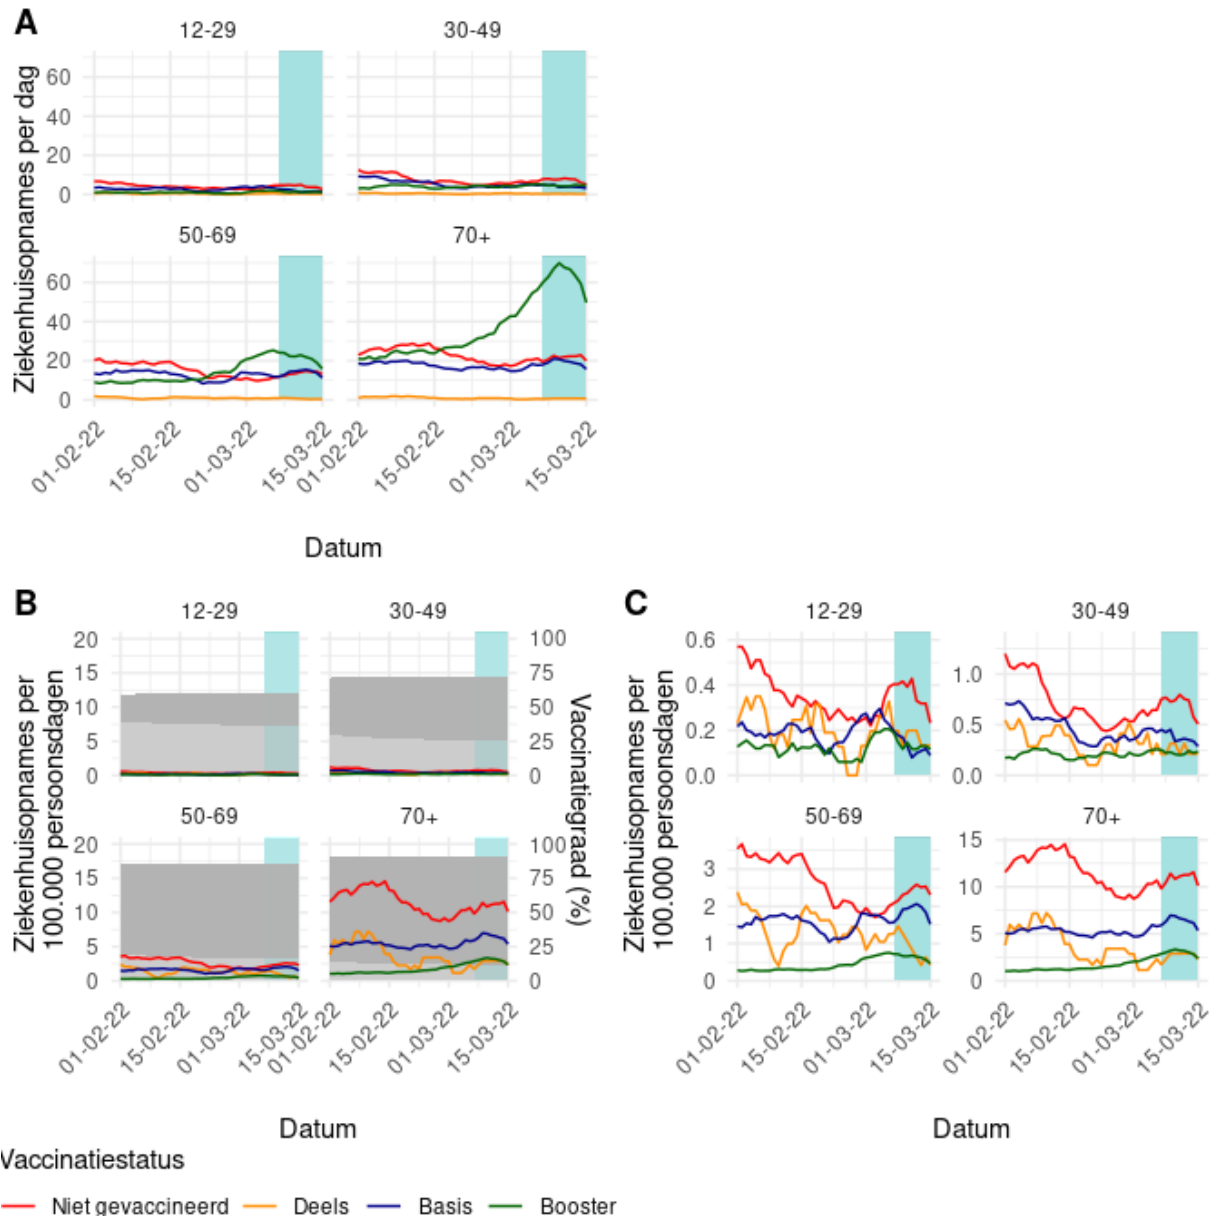 A
12-29 30-49
Ziekenhuisopnames per dag
60
40
20
0
50-69 70+
60
40
20
0
01-02-22 15-02-22 01-03-22 15-03-22 01-02-22 15-02-22 01-03-22 15-03-22
Datum
B
12-29 30-49
Ziekenhuisopnames per
100.000 persoonsdagen
20 100
15 75
10 50
5 25
0 0
Vaccinatiegraad (%)
50-69 70+
20 100
15 75
10 50
5 25
0 0
01-02-22 15-02-22 01-03-22 15-03-22 01-02-22 15-02-22 01-03-22 15-03-22
Datum
C
12-29 30-49
Ziekenhuisopnames per
100.000 persoonsdagen
0.6
0.4
0.2
0.0
1.0
0.5
0.0
50-69 70+
3
2
1
0
15
10
5
0
01-02-22 15-02-22 01-03-22 15-03-22 01-02-22 15-02-22 01-03-22 15-03-22
Datum
Vaccinatiestatus
Niet gevaccineerd Deels Basis Booster